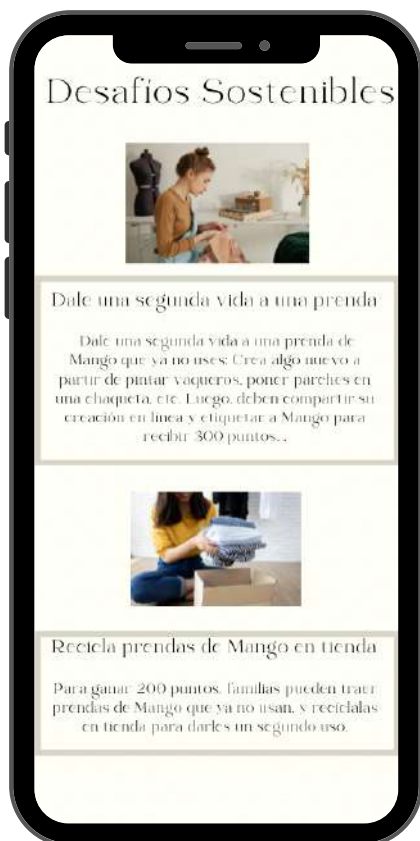 Desafíos Sostenibles
Dale una segunda vida a una prenda
Dale una segunda vida a una prenda de
Mango que ya no uses: Crea algo nuevo a
partir de pintar vaqueros, poner parches en
una chaqueta, etc. Luego, deben compartir su
creación en línea y etiquetar a Mango para
recibir 300 puntos..
Recicla prendas de Mango en tienda
Para ganar 200 puntos, familias pueden traer
prendas de Mango que ya no usan, y recíclalas
en tienda para darles un segundo uso.